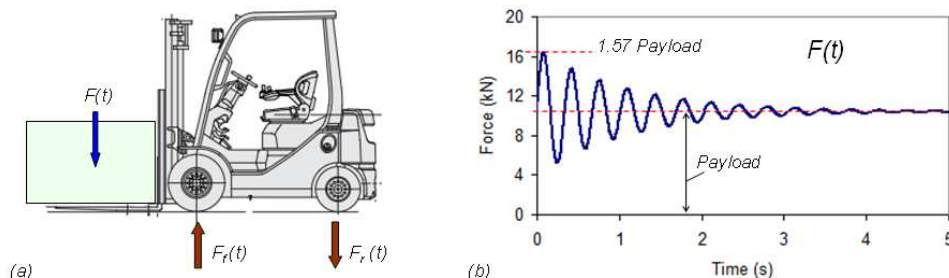 F(t)
F_f(t)
F_r(t)
(a)
20
16
12
8
4
0
Force (kN)
1.57 Payload
F(t)
Payload
0 1 2 3 4 5
Time (s)
(b)